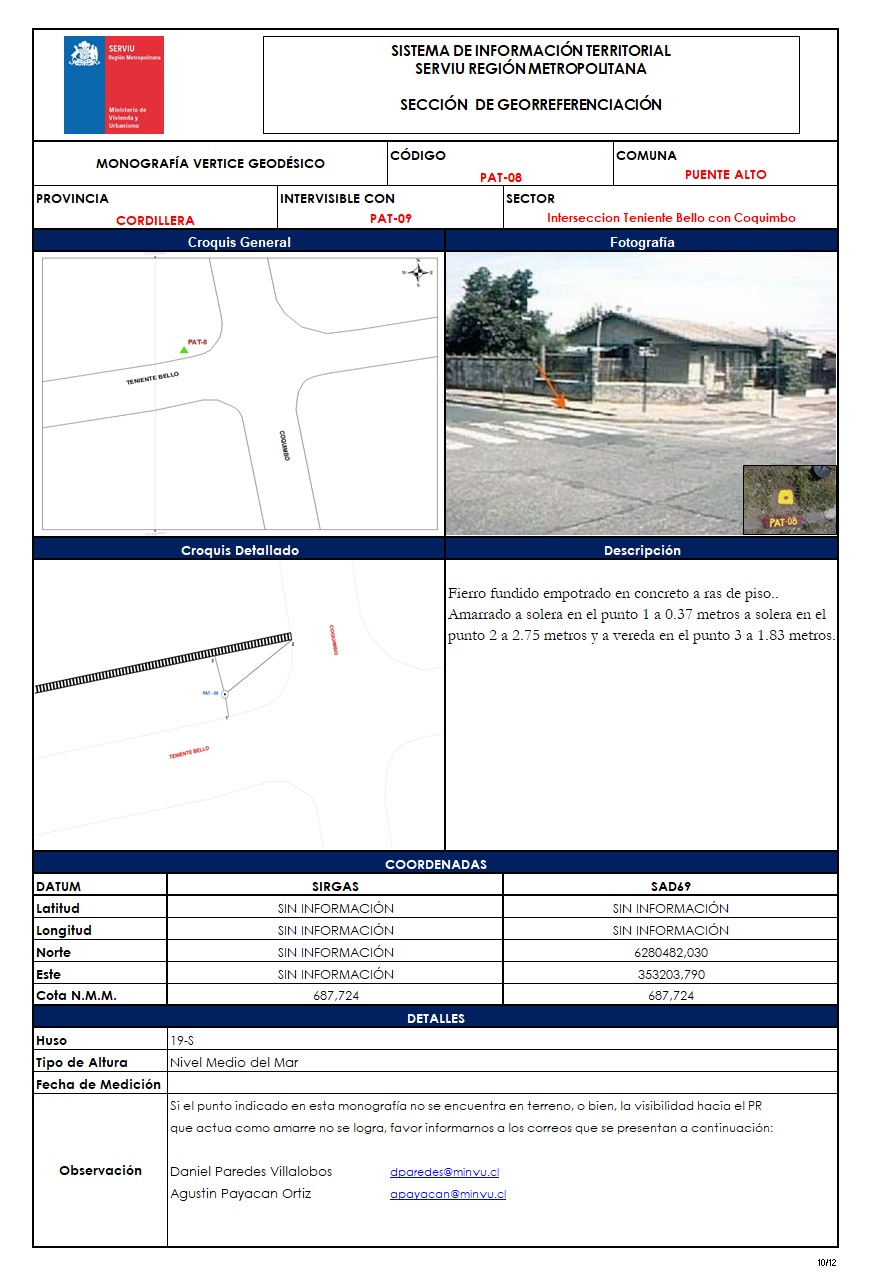 SERVIU
Región Metropolitana
Ministerio de
Vivienda y
Urbanismo
SISTEMA DE INFORMACIÓN TERRITORIAL
SERVIU REGIÓN METROPOLITANA
SECCIÓN DE GEORREFERENCIACIÓN
MONOGRAFÍA VERTICE GEODÉSICO
CÓDIGO
PAT-08
COMUNA
PUENTE ALTO
PROVINCIA
CORDILLERA
INTERVISIBLE CON
PAT-09
SECTOR
Interseccion Teniente Bello con Coquimbo
Croquis General
Fotografía
N
W E
S
PAT-8
TENIENTE BELLO
COQUIMBO
PAT-08
Croquis Detallado
Descripción
COQUIMBO
2
3
PAT - 08
1
TENIENTE BELLO
Fierro fundido empotrado en concreto a ras de piso..
Amarrado a solera en el punto 1 a 0.37 metros a solera en el
punto 2 a 2.75 metros y a vereda en el punto 3 a 1.83 metros.
COORDENADAS
DATUM SIRGAS SAD69
Latitud SIN INFORMACIÓN SIN INFORMACIÓN
Longitud SIN INFORMACIÓN SIN INFORMACIÓN
Norte SIN INFORMACIÓN 6280482,030
Este SIN INFORMACIÓN 353203,790
Cota N.M.M. 687,724 687,724
DETALLES
Huso 19-S
Tipo de Altura Nivel Medio del Mar
Fecha de Medición
Observación
Si el punto indicado en esta monografía no se encuentra en terreno, o bien, la visibilidad hacia el PR
que actua como amarre no se logra, favor informarnos a los correos que se presentan a continuación:
Daniel Paredes Villalobos dparedes@minvu.cl
Agustin Payacan Ortiz apayacan@minvu.cl
10/12